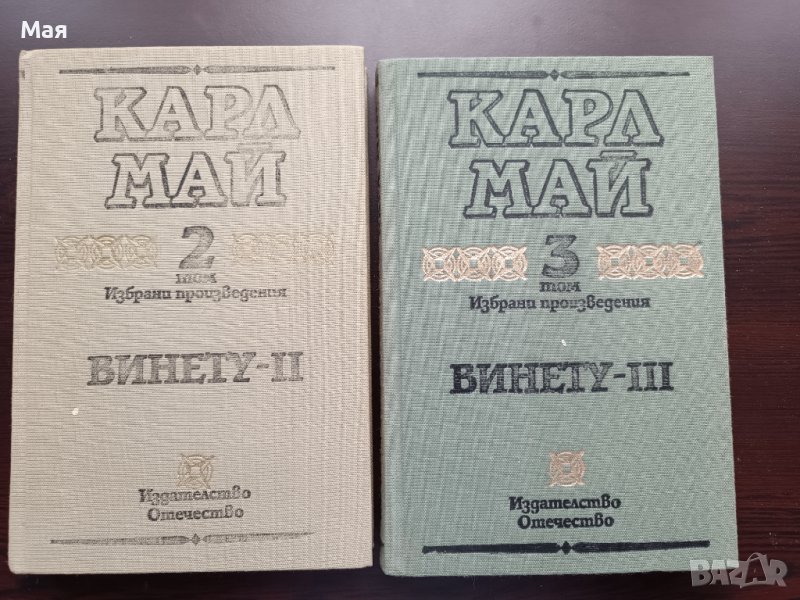 Мая
КАРЛ
МАЙ
2
том
Избрани произведения
ВИНЕТУ-II
Издателство
Отечество
КАРЛ
МАЙ
3
том
Избрани произведения
ВИНЕТУ-III
Издателство
Отечество
BAZAR